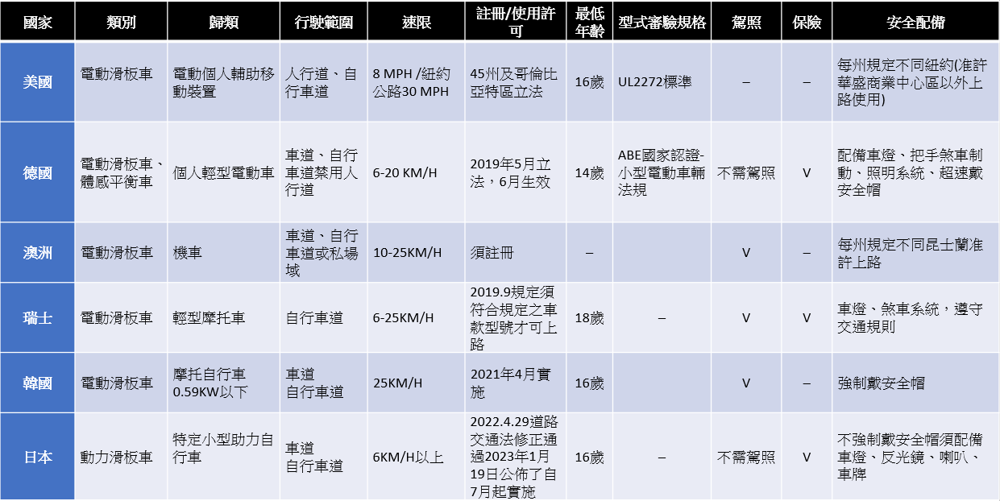 國家 類別 歸類 行駛範圍 速限 註冊/使用許可 最低年齡 型式審驗規格 駕照 保險 安全配備
美國
電動滑板車
電動個人輔助移
動裝置
人行道、自
行車道
8 MPH /紐約
公路30 MPH
45州及哥倫比
亞特區立法
16歲
UL2272標準
–
–
每州規定不同紐約(准許
華盛商業中心區以外上
路使用)
德國
電動滑板車、
體感平衡車
個人輕型電動車
車道、自行
車道禁用人
行道
6-20 KM/H
2019年5月立
法，6月生效
14歲
ABE國家認證-
小型電動車輛
法規
不需駕照
V
配備車燈、把手煞車制
動、照明系統、超速戴
安全帽
澳洲
電動滑板車
機車
車道、自行
車道或私場
域
10-25KM/H
須註冊
–
V
–
每州規定不同昆士蘭准
許上路
瑞士
電動滑板車
輕型摩托車
自行車道
6-25KM/H
2019.9規定須
符合規定之車
款型號才可上
路
18歲
–
V
V
車燈、煞車系統，遵守
交通規則
韓國
電動滑板車
摩托自行車
0.59KW以下
車道
自行車道
25KM/H
2021年4月實
施
16歲
V
–
強制戴安全帽
日本
動力滑板車
特定小型助力自
行車
車道
自行車道
6KM/H以上
2022.4.29道路
交通法修正通
過2023年1月
19日公佈了自
7月起實施
16歲
–
不需駕照
V
不強制戴安全帽須配備
車燈、反光鏡、喇叭、
車牌